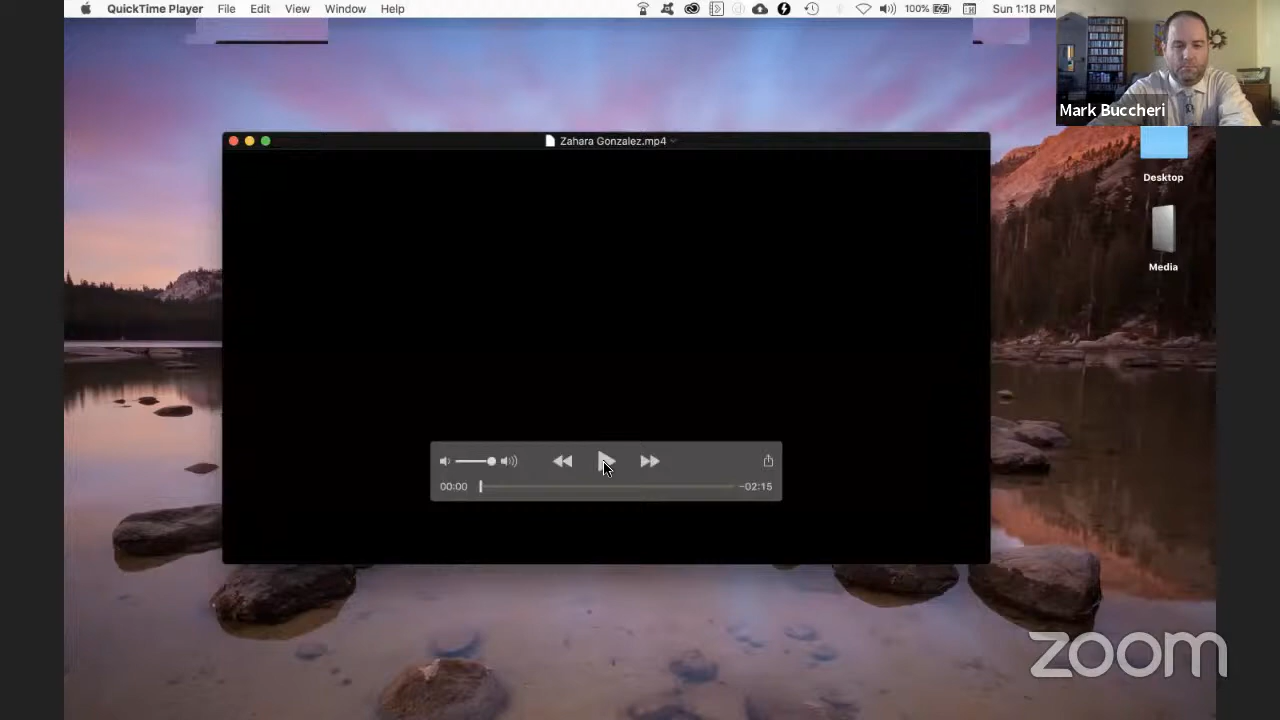 QuickTime Player File Edit View Window Help 100% Sun 1:18 PM
Mark Buccheri
Zahara Gonzalez.mp4
Desktop
Media
00:00 -02:15
zoom